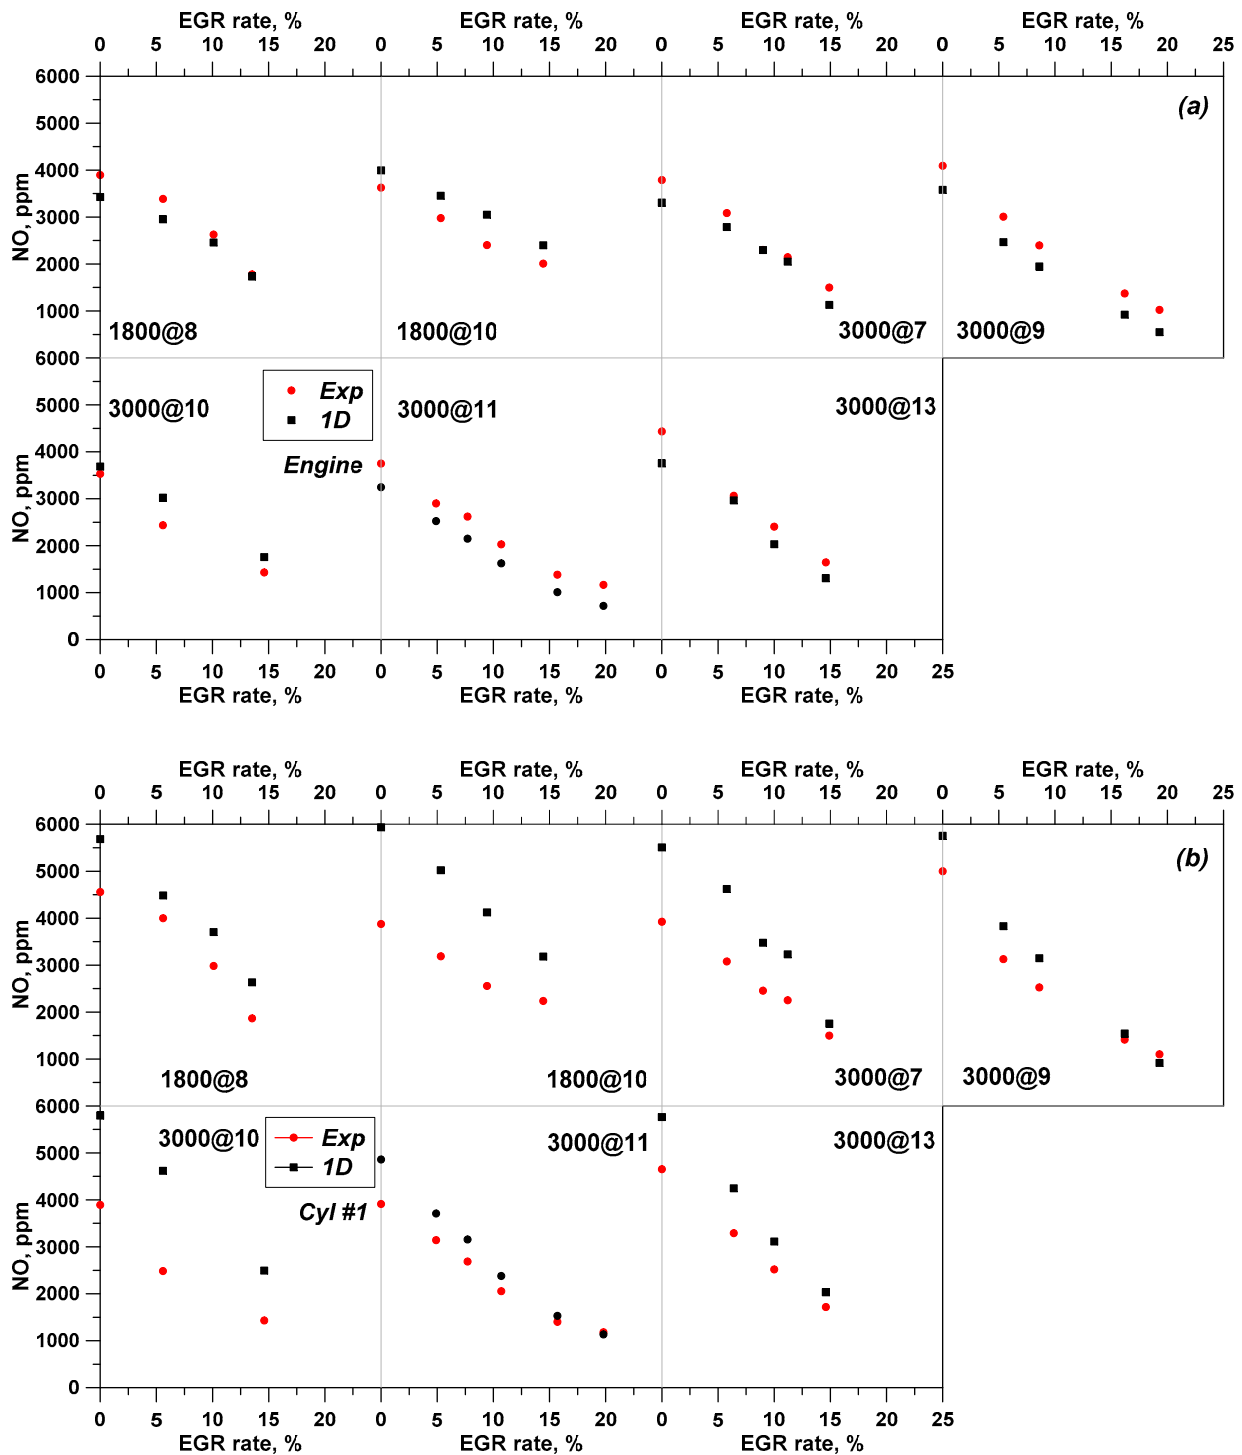 EGR rate, % EGR rate, % EGR rate, % EGR rate, %
0 5 10 15 20 0 5 10 15 20 0 5 10 15 20 0 5 10 15 20 25
6000
(a)
5000
4000
NO, ppm
3000
2000
1000
1800@8 1800@10 3000@7 3000@9
6000
3000@10 Exp 3000@11 3000@13
1D
5000
Engine
4000
NO, ppm
3000
2000
1000
0
0 5 10 15 20 0 5 10 15 20 0 5 10 15 20 25
EGR rate, % EGR rate, % EGR rate, %
EGR rate, % EGR rate, % EGR rate, % EGR rate, %
0 5 10 15 20 0 5 10 15 20 0 5 10 15 20 0 5 10 15 20 25
6000
(b)
5000
4000
NO, ppm
3000
2000
1000
1800@8 1800@10 3000@7 3000@9
6000
3000@10 Exp 3000@11 3000@13
1D
5000
Cyl #1
4000
NO, ppm
3000
2000
1000
0
0 5 10 15 20 0 5 10 15 20 0 5 10 15 20 25
EGR rate, % EGR rate, % EGR rate, %